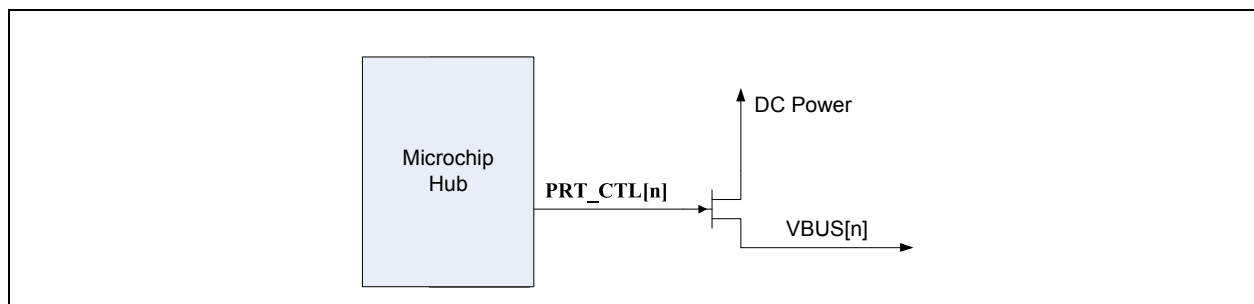 Microchip
Hub
PRT_CTL[n]
DC Power
VBUS[n]